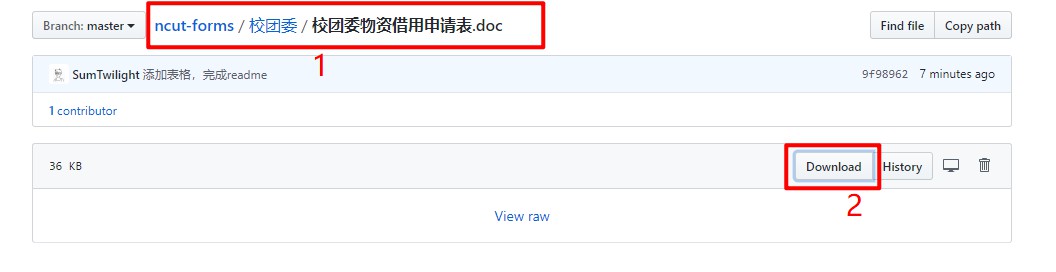 Branch: master ncut-forms / 校团委 / 校团委物资借用申请表.doc Find file Copy path
1
SumTwilight 添加表格，完成readme 9f98962 7 minutes ago
1 contributor
36 KB Download History
2
View raw